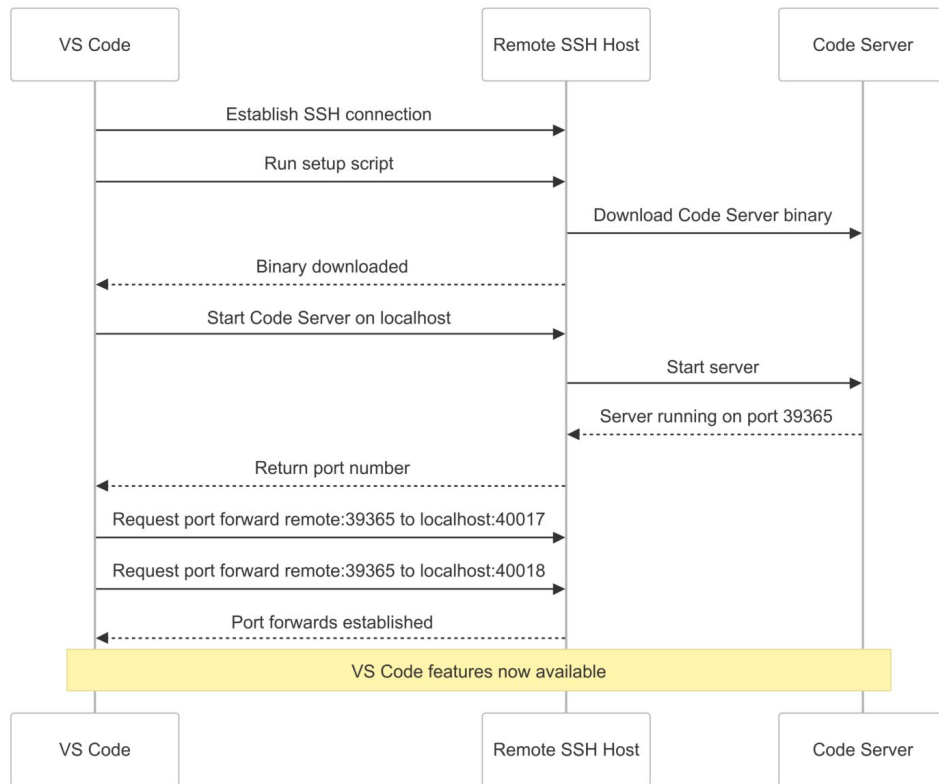 VS Code
Remote SSH Host
Code Server
Establish SSH connection
Run setup script
Download Code Server binary
Binary downloaded
Start Code Server on localhost
Start server
Server running on port 39365
Return port number
Request port forward remote:39365 to localhost:40017
Request port forward remote:39365 to localhost:40018
Port forwards established
VS Code features now available
VS Code
Remote SSH Host
Code Server